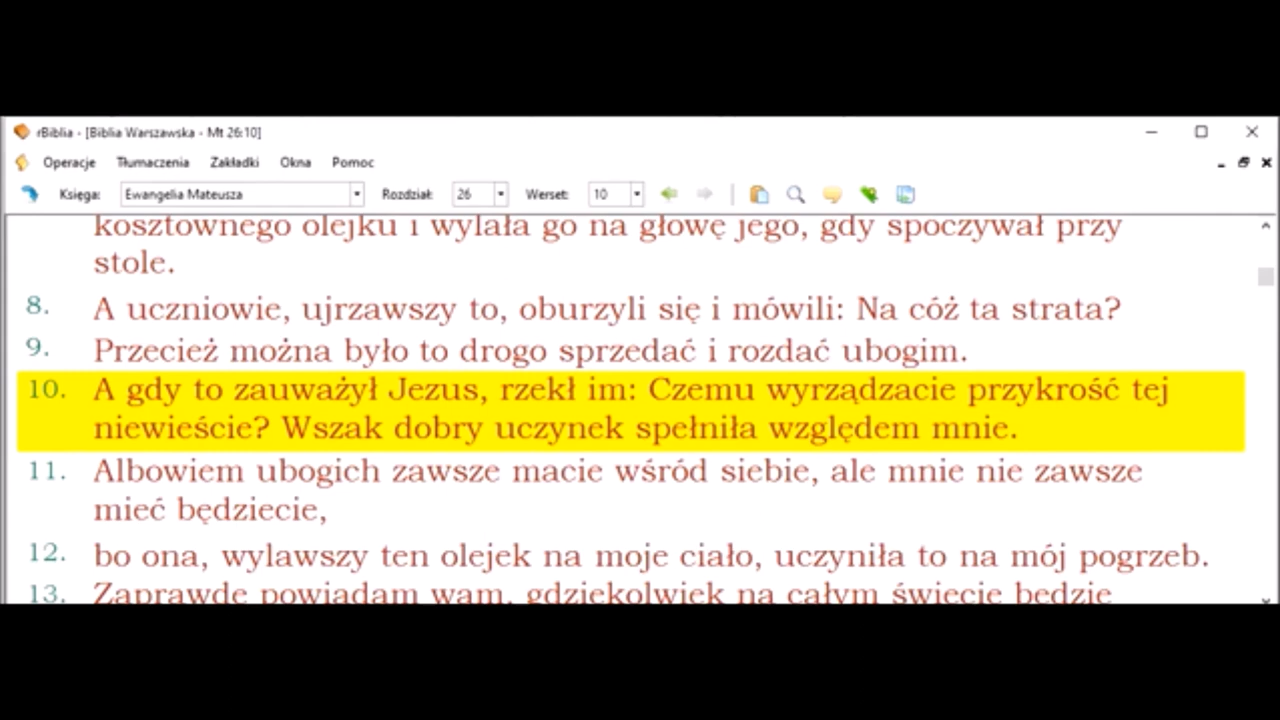 rBiblia - [Biblia Warszawska - Mt 26:10]
Operacje Tłumaczenia Zakładki Okna Pomoc
Księga: Ewangelia Mateusza Rozdział: 26 Werset: 10
kosztownego olejku i wylała go na głowę jego, gdy spoczywał przy
stole.
8. A uczniowie, ujrzawszy to, oburzyli się i mówili: Na cóż ta strata?
9. Przecież można było to drogo sprzedać i rozdać ubogim.
10. A gdy to zauważył Jezus, rzekł im: Czemu wyrządzacie przykrość tej
niewieście? Wszak dobry uczynek spełniła względem mnie.
11. Albowiem ubogich zawsze macie wśród siebie, ale mnie nie zawsze
mieć będziecie,
12. bo ona, wylawszy ten olejek na moje ciało, uczyniła to na mój pogrzeb.
13. Zaprawdę powiadam wam, gdziekolwiek na całym świecie będzie